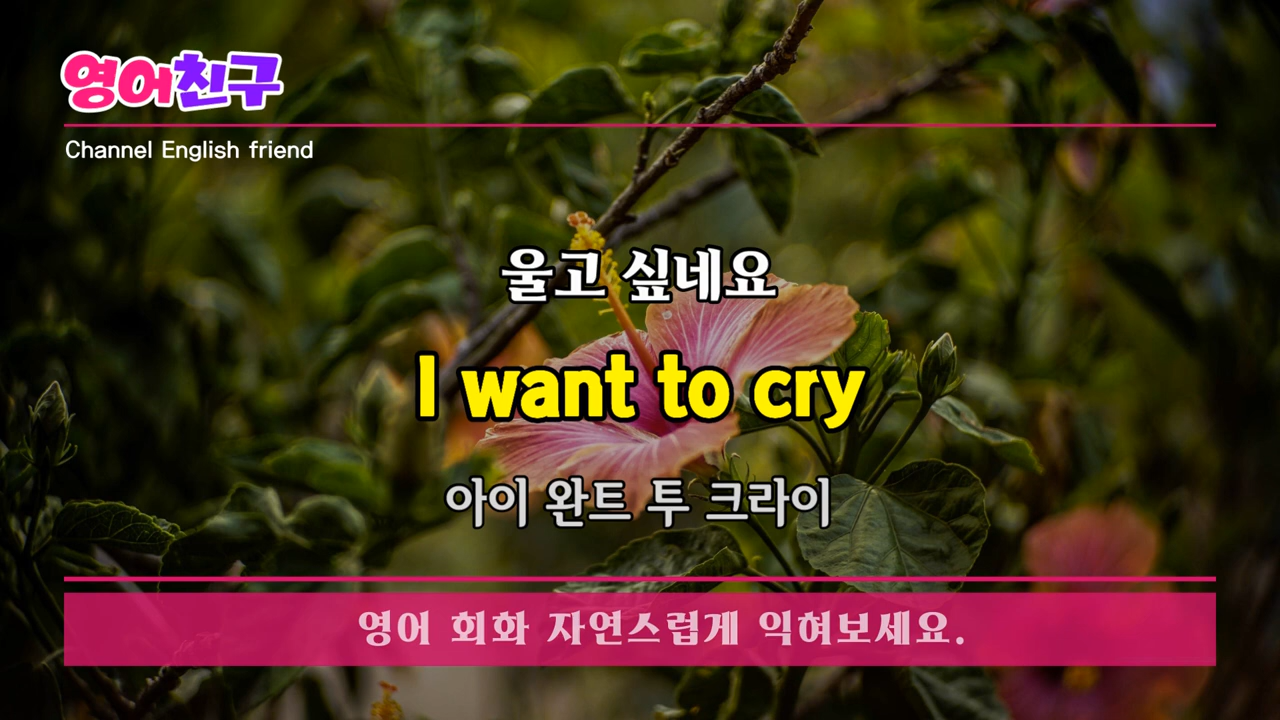 영어친구
Channel English friend
울고 싶네요
I want to cry
아이 완트 투 크라이
영어 회화 자연스럽게 익혀보세요.